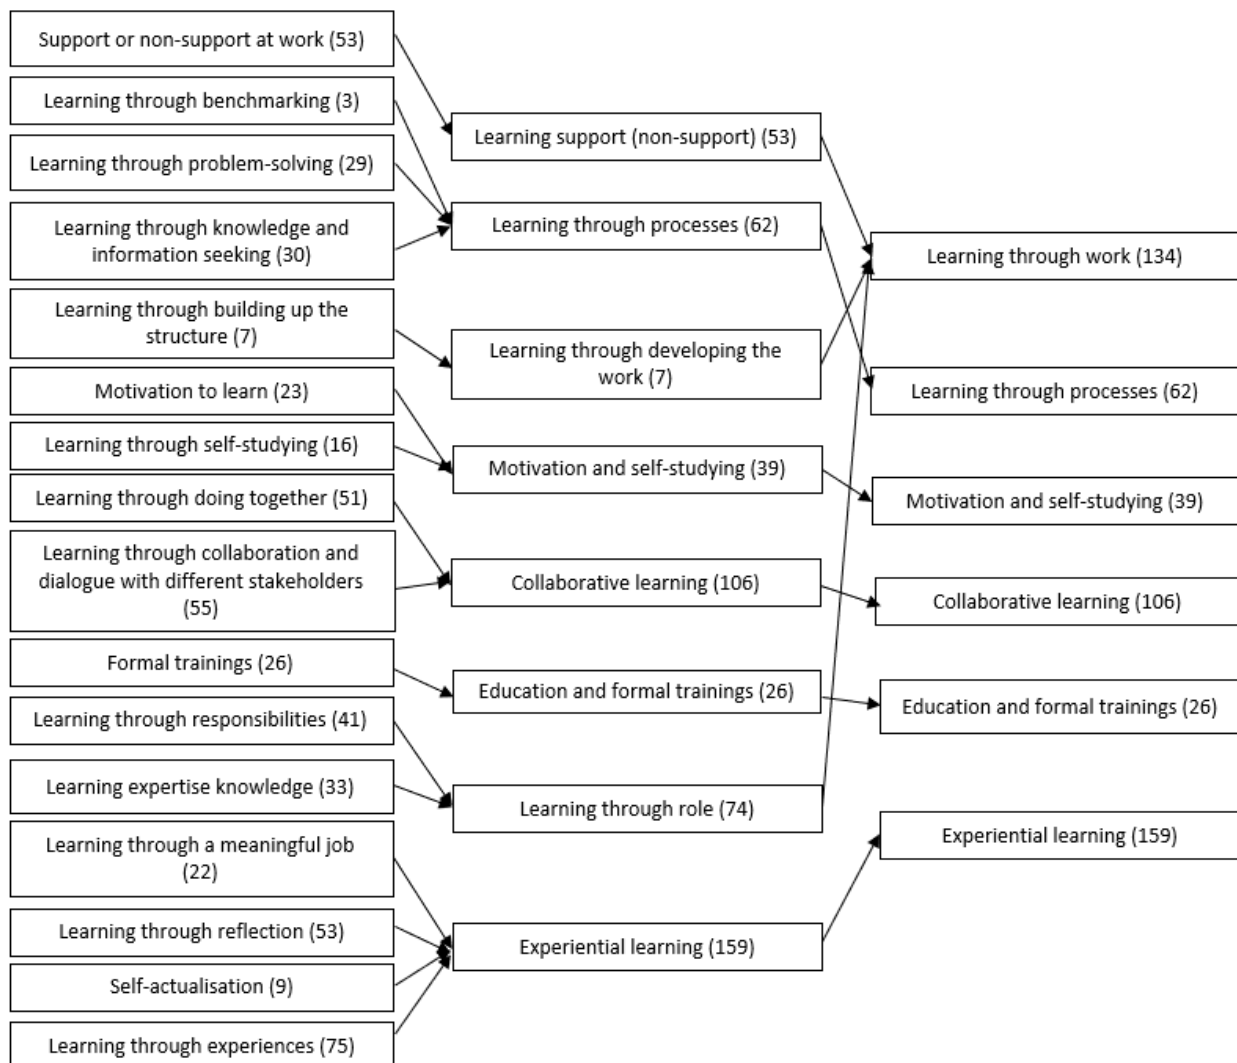 Support or non-support at work (53)
Learning through benchmarking (3)
Learning through problem-solving (29)
Learning through knowledge and
information seeking (30)
Learning through building up the
structure (7)
Motivation to learn (23)
Learning through self-studying (16)
Learning through doing together (51)
Learning through collaboration and
dialogue with different stakeholders
(55)
Formal trainings (26)
Learning through responsibilities (41)
Learning expertise knowledge (33)
Learning through a meaningful job
(22)
Learning through reflection (53)
Self-actualisation (9)
Learning through experiences (75)
Learning support (non-support) (53)
Learning through processes (62)
Learning through developing the
work (7)
Motivation and self-studying (39)
Collaborative learning (106)
Education and formal trainings (26)
Learning through role (74)
Experiential learning (159)
Learning through work (134)
Learning through processes (62)
Motivation and self-studying (39)
Collaborative learning (106)
Education and formal trainings (26)
Experiential learning (159)